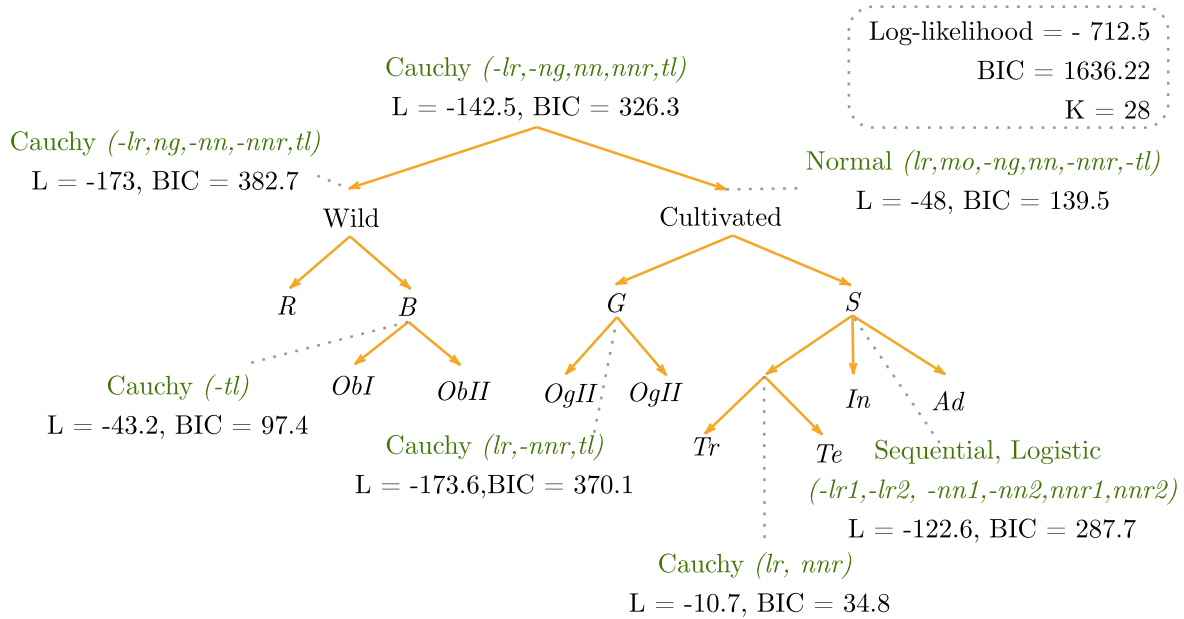 Log-likelihood = - 712.5
BIC = 1636.22
K = 28
Cauchy (-lr,-ng,nn,nnr,tl)
L = -142.5, BIC = 326.3
Cauchy (-lr,ng,-nn,-nnr,tl)
L = -173, BIC = 382.7
Normal (lr,mo,-ng,nn,-nnr,-tl)
L = -48, BIC = 139.5
Wild
Cultivated
R
B
G
S
Cauchy (-tl)
L = -43.2, BIC = 97.4
ObI
ObII
OgII
OgII
In
Ad
Tr
Te
Cauchy (lr,-nnr,tl)
L = -173.6,BIC = 370.1
Sequential, Logistic
(-lr1,-lr2, -nn1,-nn2,nnr1,nnr2)
L = -122.6, BIC = 287.7
Cauchy (lr, nnr)
L = -10.7, BIC = 34.8